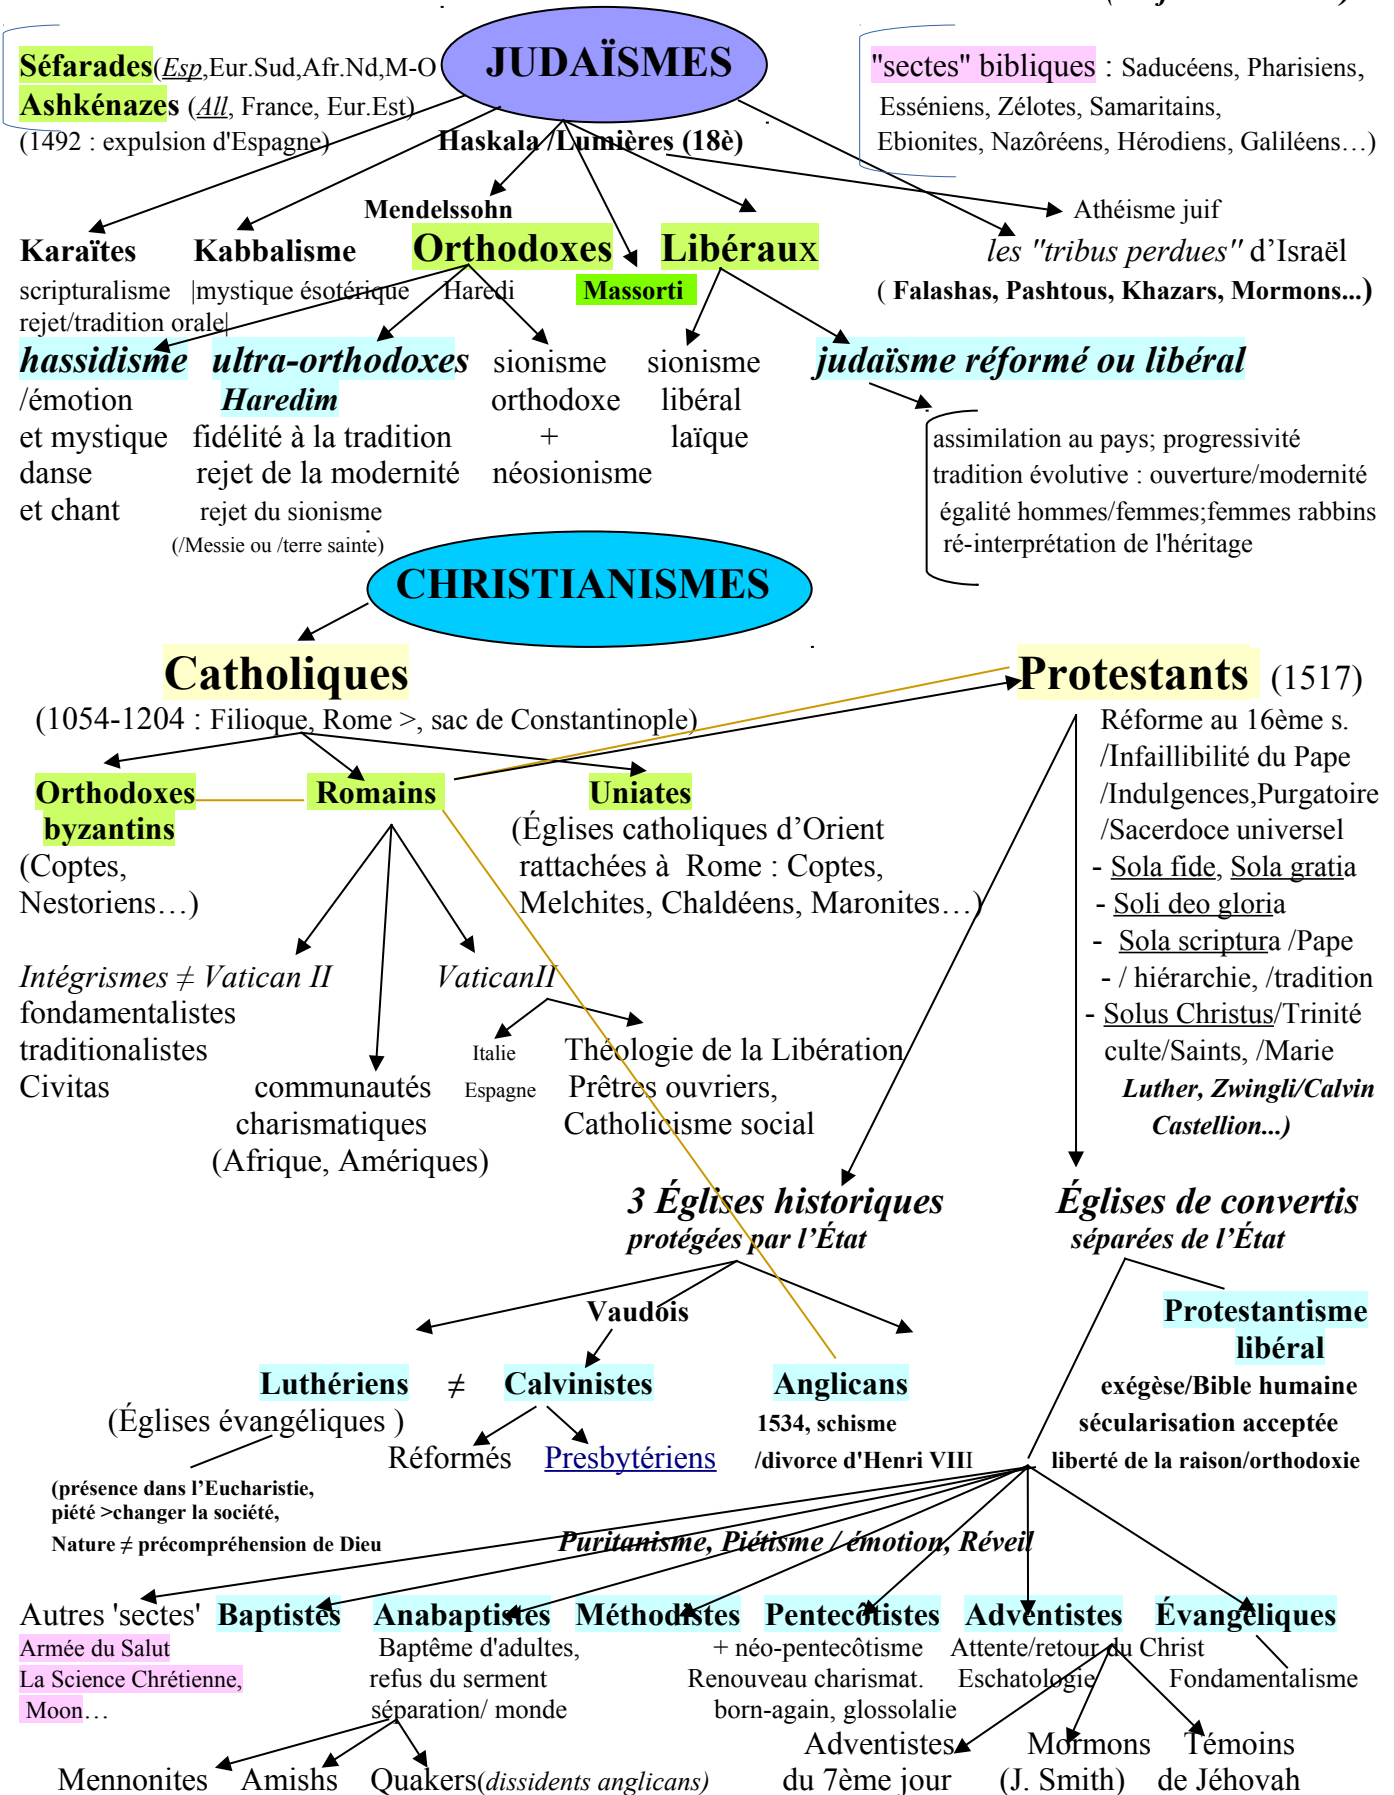 JUDAÏSMES
Séfarades(Esp,Eur.Sud,Afr.Nd,M-O
Ashkénazes (All, France, Eur.Est)
(1492 : expulsion d'Espagne)
"sectes" bibliques : Saducéens, Pharisiens,
Esséniens, Zélotes, Samaritains,
Ebionites, Nazôréens, Hérodiens, Galiléens…)
Haskala /Lumières (18è)
Mendelssohn
Athéisme juif
Karaïtes Kabbalisme Orthodoxes Libéraux les "tribus perdues" d'Israël
scripturalisme |mystique ésotérique Haredi Massorti ( Falashas, Pashtous, Khazars, Mormons...)
rejet/tradition orale|
hassidisme ultra-orthodoxes sionisme sionisme judaïsme réformé ou libéral
/émotion Haredim orthodoxe libéral
et mystique fidélité à la tradition + laïque assimilation au pays; progressivité
danse rejet de la modernité néosionisme tradition évolutive : ouverture/modernité
et chant rejet du sionisme égalité hommes/femmes;femmes rabbins
(/Messie ou /terre sainte) ré-interprétation de l'héritage
CHRISTIANISMES
Catholiques Protestants (1517)
(1054-1204 : Filioque, Rome >, sac de Constantinople) Réforme au 16ème s.
/Infaillibilité du Pape
Orthodoxes Romains Uniates /Indulgences,Purgatoire
byzantins (Églises catholiques d'Orient /Sacerdoce universel
(Coptes, rattachées à Rome : Coptes, - Sola fide, Sola gratia
Nestoriens…) Melchites, Chaldéens, Maronites…) - Soli deo gloria
- Sola scriptura /Pape
Intégrismes ≠ Vatican II VaticanII - / hiérarchie, /tradition
fondamentalistes - Solus Christus/Trinité
traditionalistes Italie Théologie de la Libération culte/Saints, /Marie
Civitas communautés Espagne Prêtres ouvriers, Luther, Zwingli/Calvin
charismatiques Catholicisme social Castellion...)
(Afrique, Amériques)
3 Églises historiques Églises de convertis
protégées par l'État séparées de l'État
Vaudois Protestantisme
libéral
Luthériens ≠ Calvinistes Anglicans exégèse/Bible humaine
(Églises évangéliques ) 1534, schisme sécularisation acceptée
Réformés Presbytériens /divorce d'Henri VIII liberté de la raison/orthodoxie
(présence dans l'Eucharistie,
piété >changer la société,
Nature ≠ précompréhension de Dieu Puritanisme, Piétisme / émotion, Réveil
Autres 'sectes' Baptistes Anabaptistes Méthodistes Pentecôtistes Adventistes Évangéliques
Armée du Salut Baptême d'adultes, + néo-pentecôtisme Attente/retour du Christ
La Science Chrétienne, refus du serment Renouveau charismat. Eschatologie Fondamentalisme
Moon… séparation/ monde born-again, glossolalie
Adventistes Mormons Témoins
Mennonites Amishs Quakers(dissidents anglicans) du 7ème jour (J. Smith) de Jéhovah